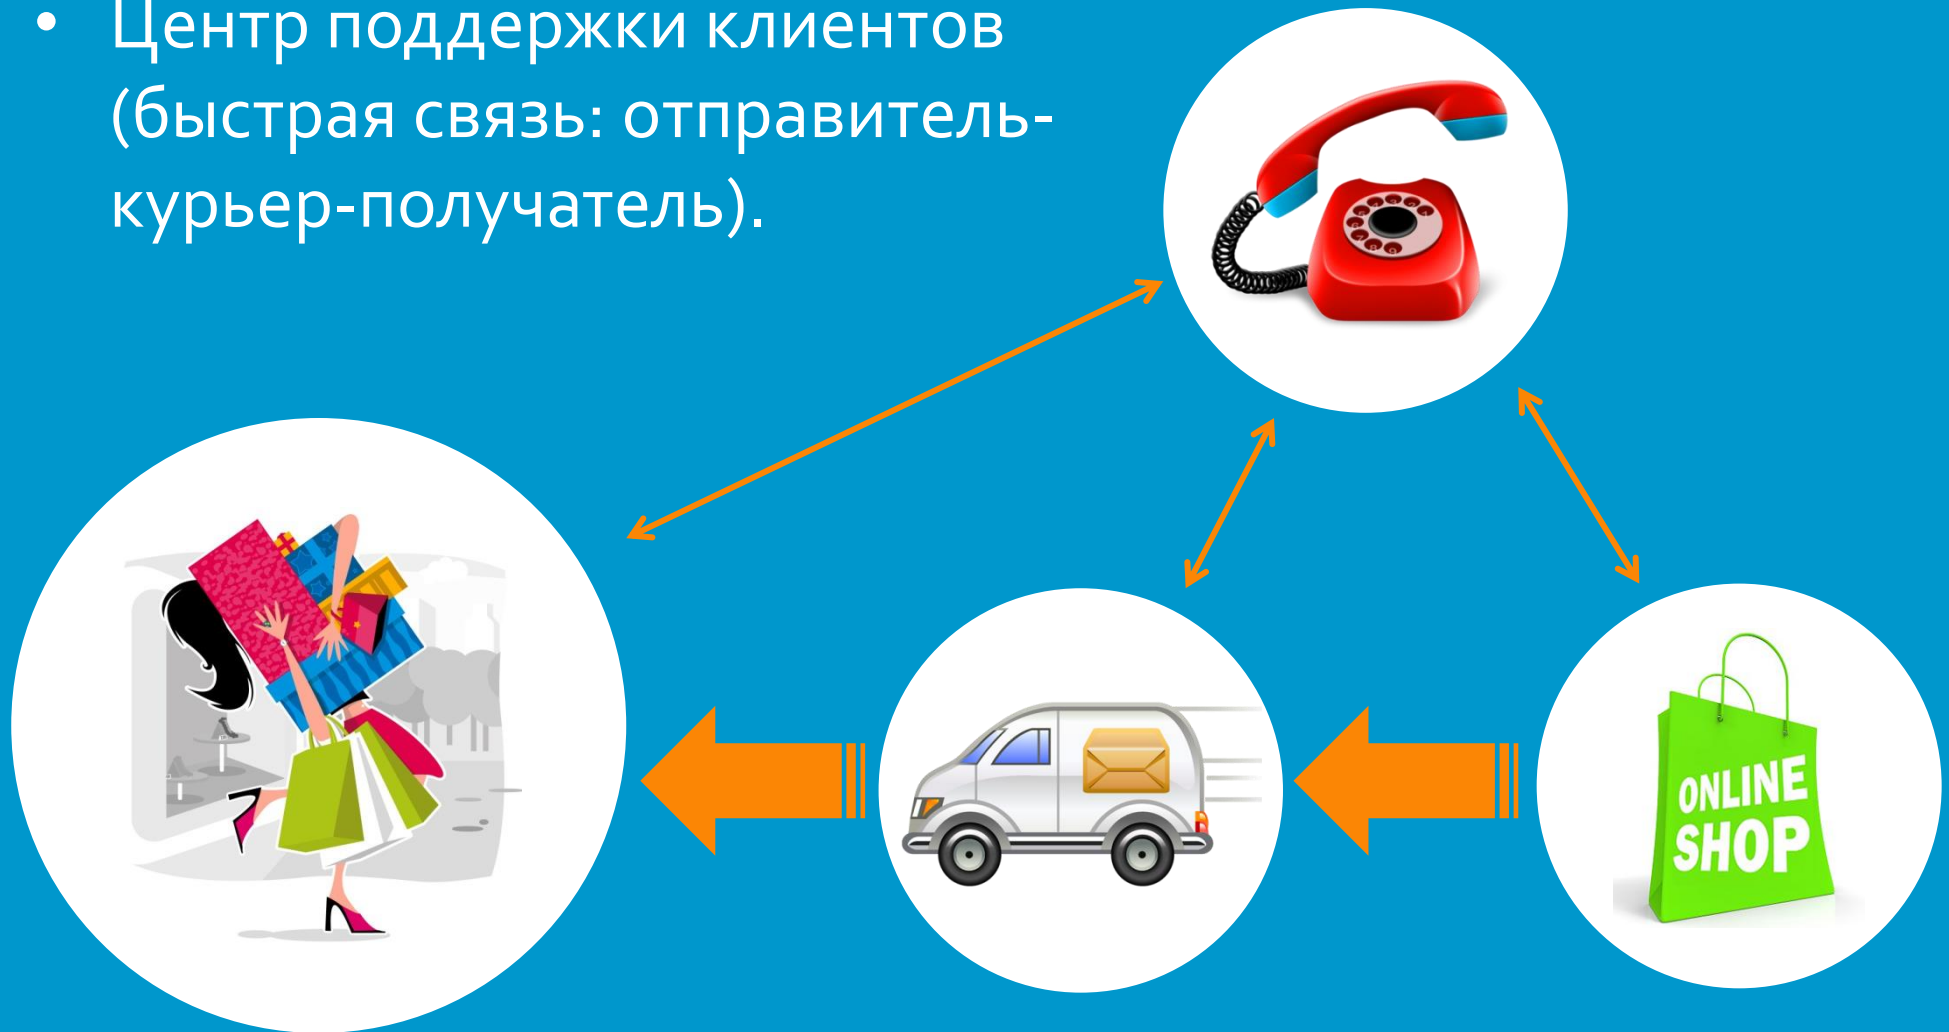 • Центр поддержки клиентов
(быстрая связь: отправитель-
курьер-получатель).
ONLINE
SHOP